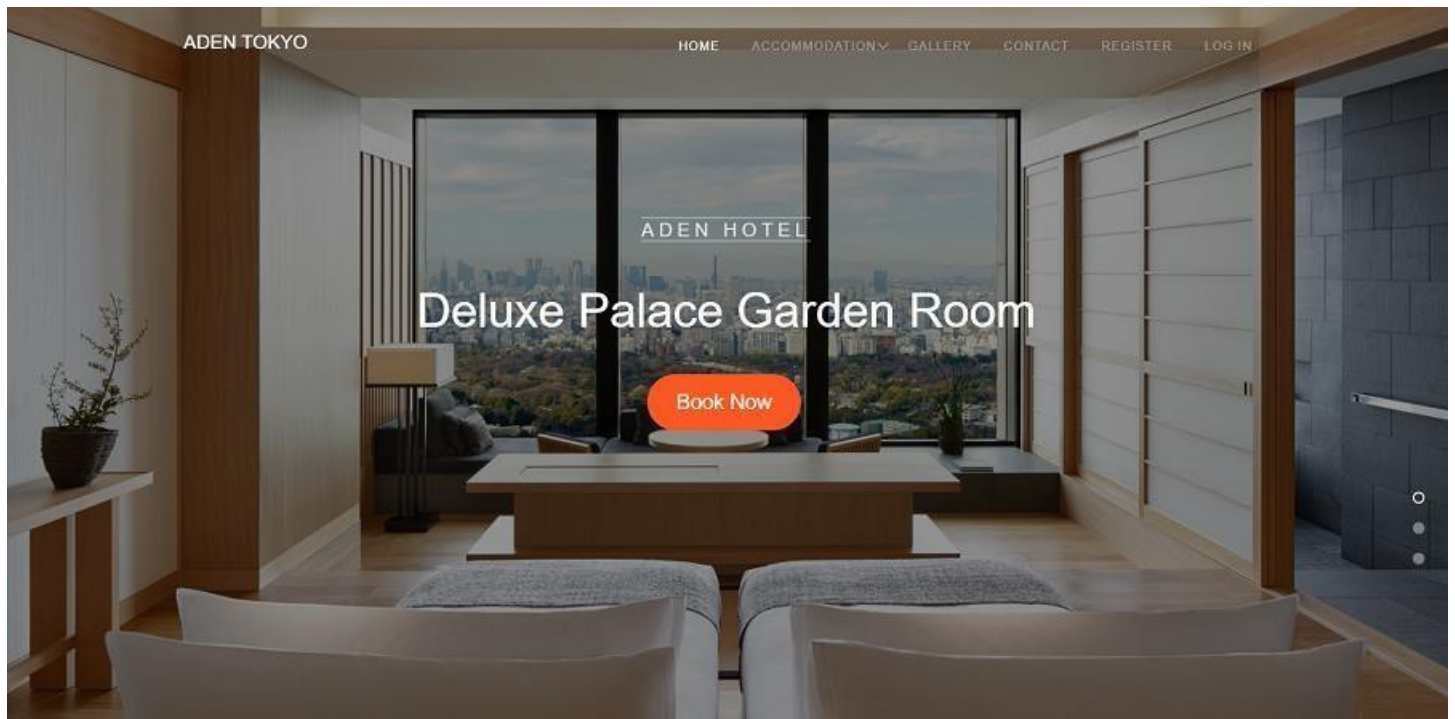 ADEN TOKYO
HOME ACCOMMODATION GALLERY CONTACT REGISTER LOG IN
ADEN HOTEL
Deluxe Palace Garden Room
Book Now